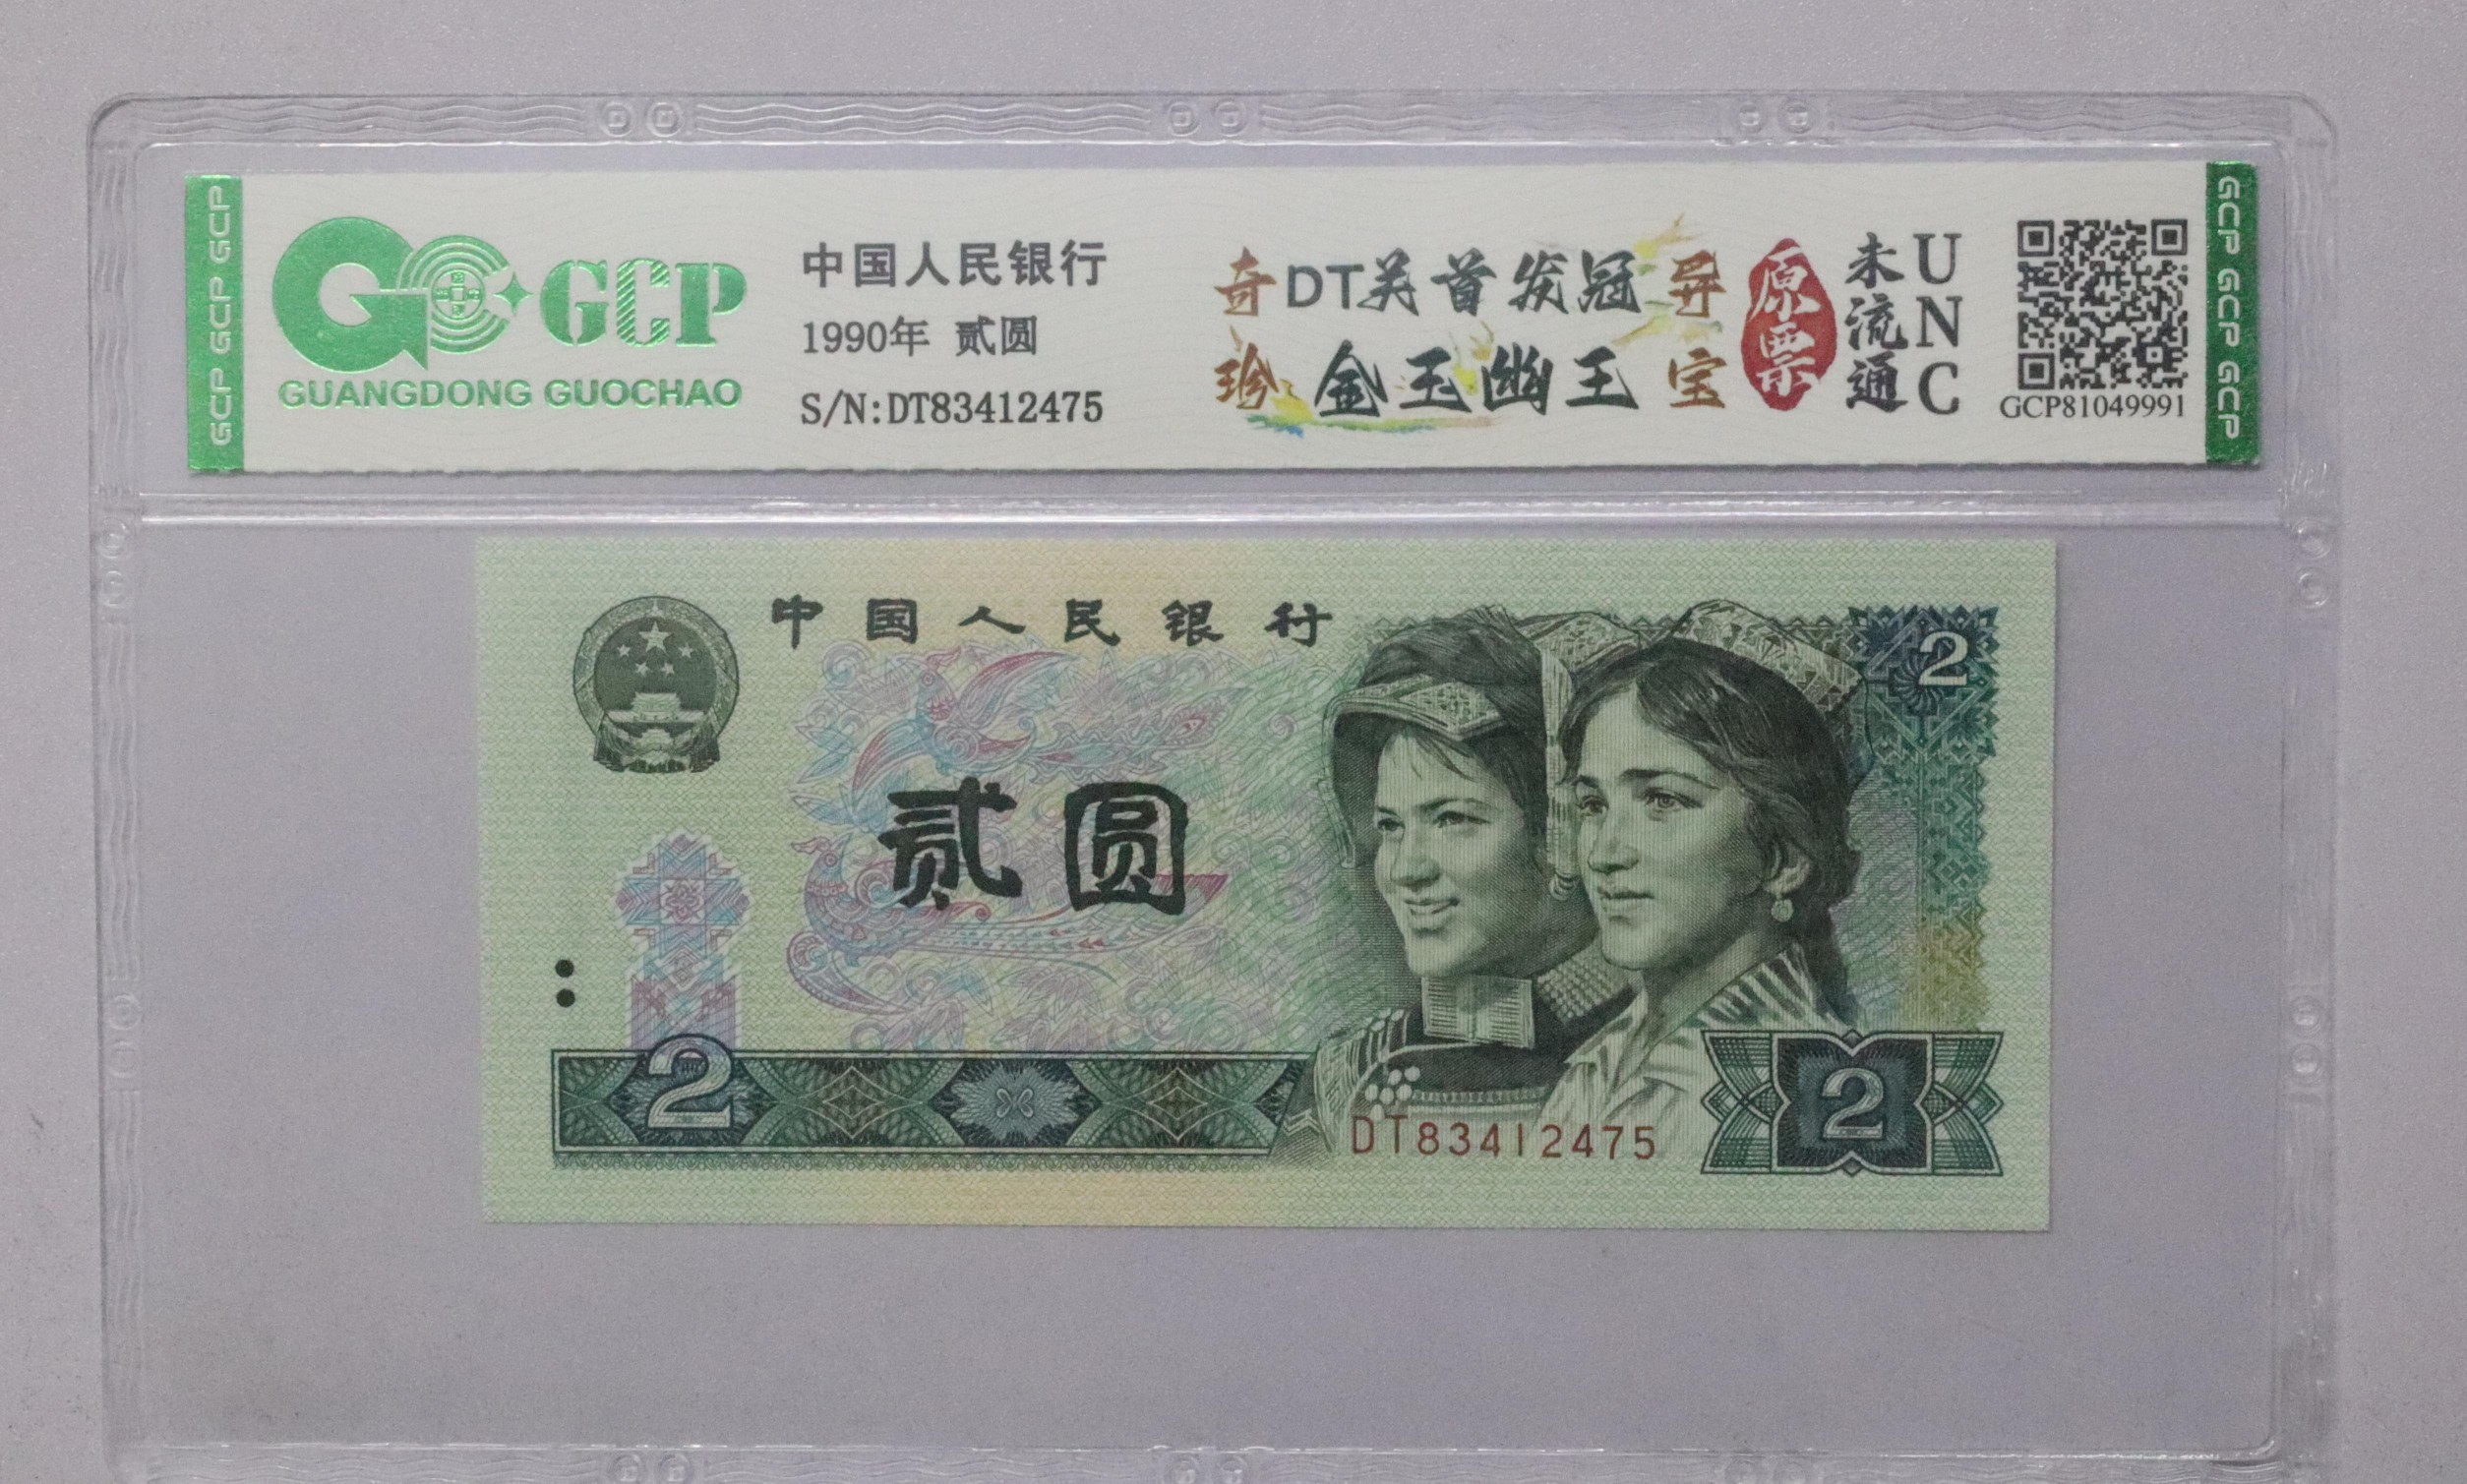 GCP GCP GCP
GCP
GUANGDONG GUOCHAO
中国人民银行
1990年 贰圆
S/N:DT83412475
奇 DT关首发冠 异
珍 金玉幽王 宝
原票
未流通
UNC
GCP81049991
GCP GCP GCP
中国人民银行
2
贰圆
2
DT83412475
2